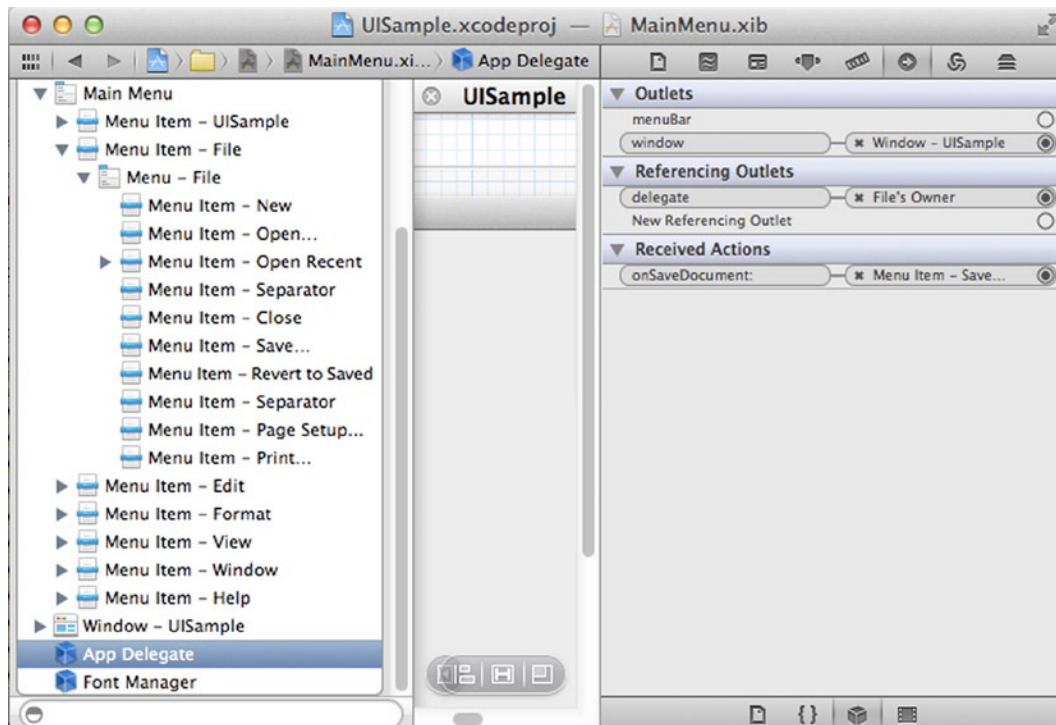 UISample.xcodeproj — MainMenu.xib
MainMenu.xi... App Delegate
Main Menu
Menu Item – UISample
Menu Item – File
Menu – File
Menu Item – New
Menu Item – Open...
Menu Item – Open Recent
Menu Item – Separator
Menu Item – Close
Menu Item – Save...
Menu Item – Revert to Saved
Menu Item – Separator
Menu Item – Page Setup...
Menu Item – Print...
Menu Item – Edit
Menu Item – Format
Menu Item – View
Menu Item – Window
Menu Item – Help
Window – UISample
App Delegate
Font Manager
UISample
Outlets
menuBar
window Window – UISample
Referencing Outlets
delegate File's Owner
New Referencing Outlet
Received Actions
onSaveDocument: Menu Item – Save...
{}